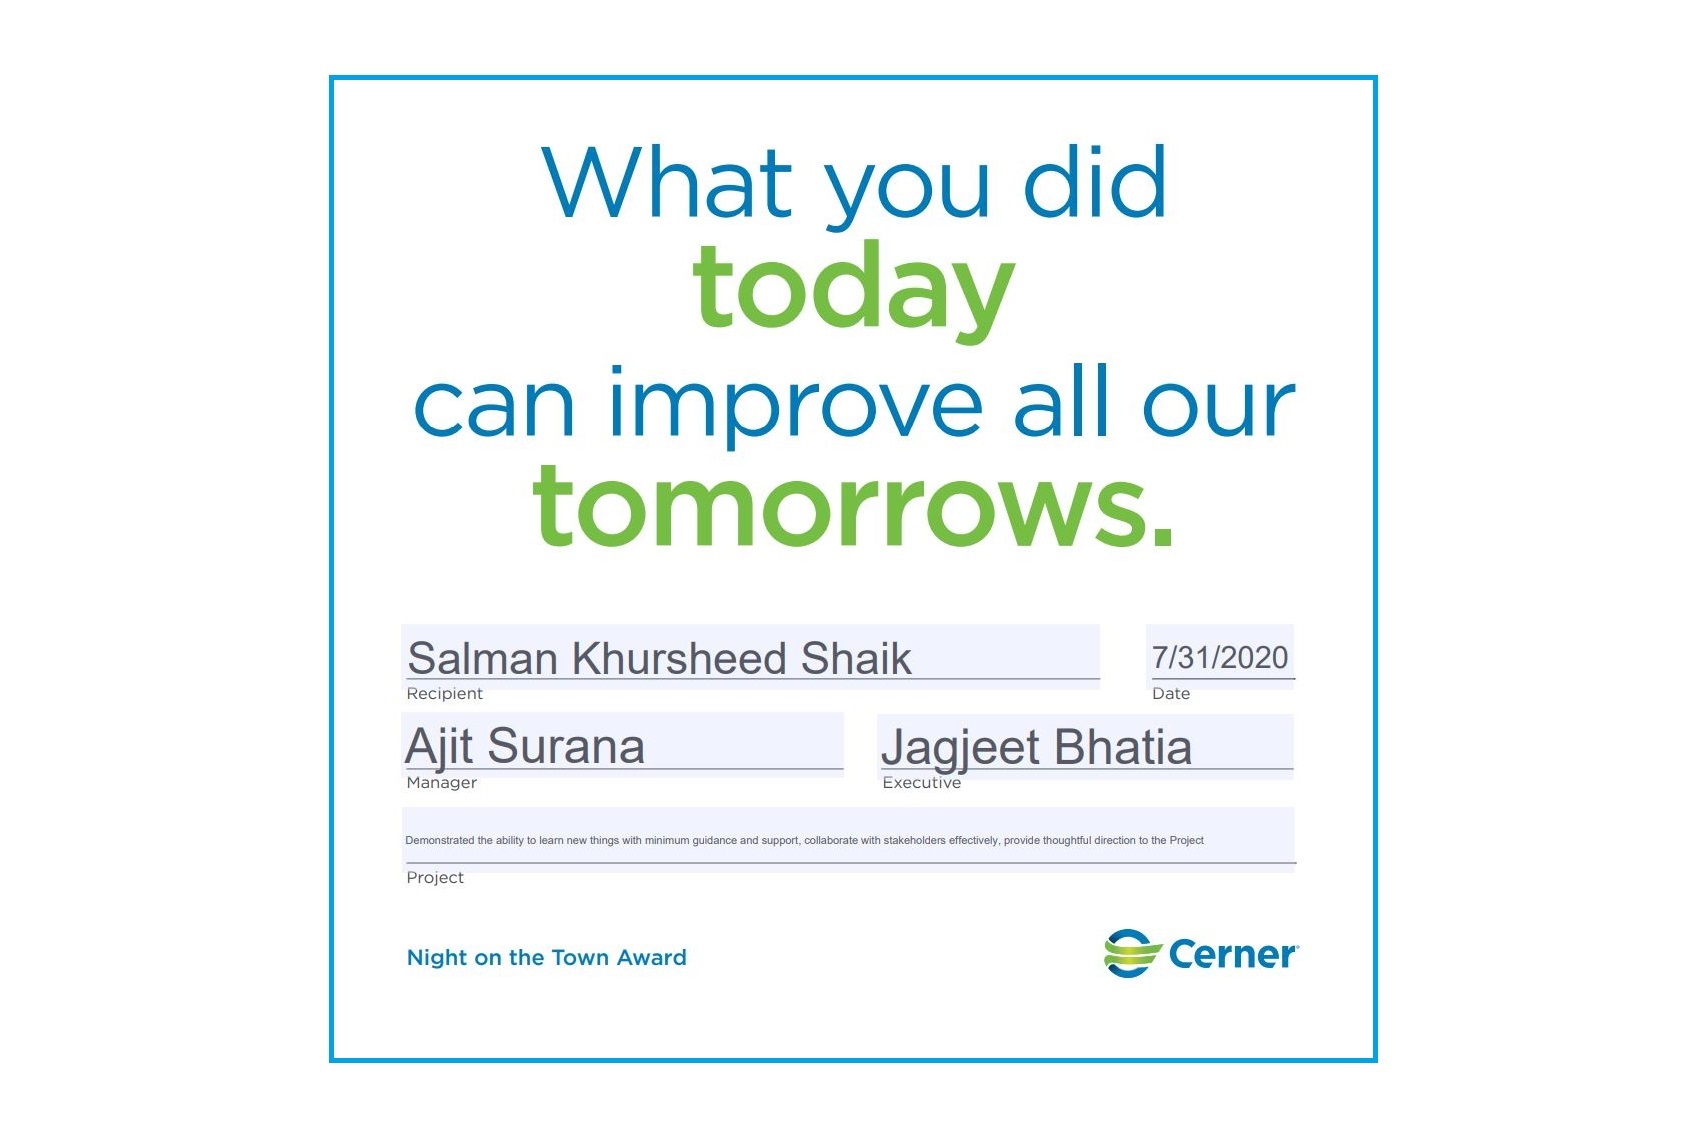 What you did
today
can improve all our
tomorrows.
Salman Khursheed Shaik 7/31/2020
Recipient Date
Ajit Surana Jagjeet Bhatia
Manager Executive
Demonstrated the ability to learn new things with minimum guidance and support, collaborate with stakeholders effectively, provide thoughtful direction to the Project
Project
Night on the Town Award Cerner